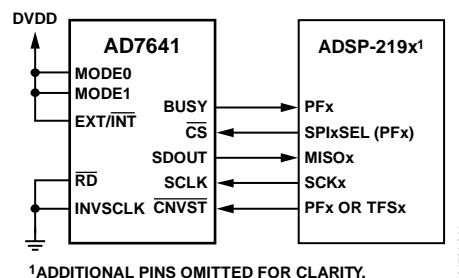 DVDD
AD7641
ADSP-219x¹
MODE0
MODE1
EXT/INT
BUSY
PFx
CS
SPIxSEL (PFx)
SDOUT
MISOx
RD
SCLK
SCKx
INVSCLK
CNVST
PFx OR TFSx
¹ADDITIONAL PINS OMITTED FOR CLARITY.